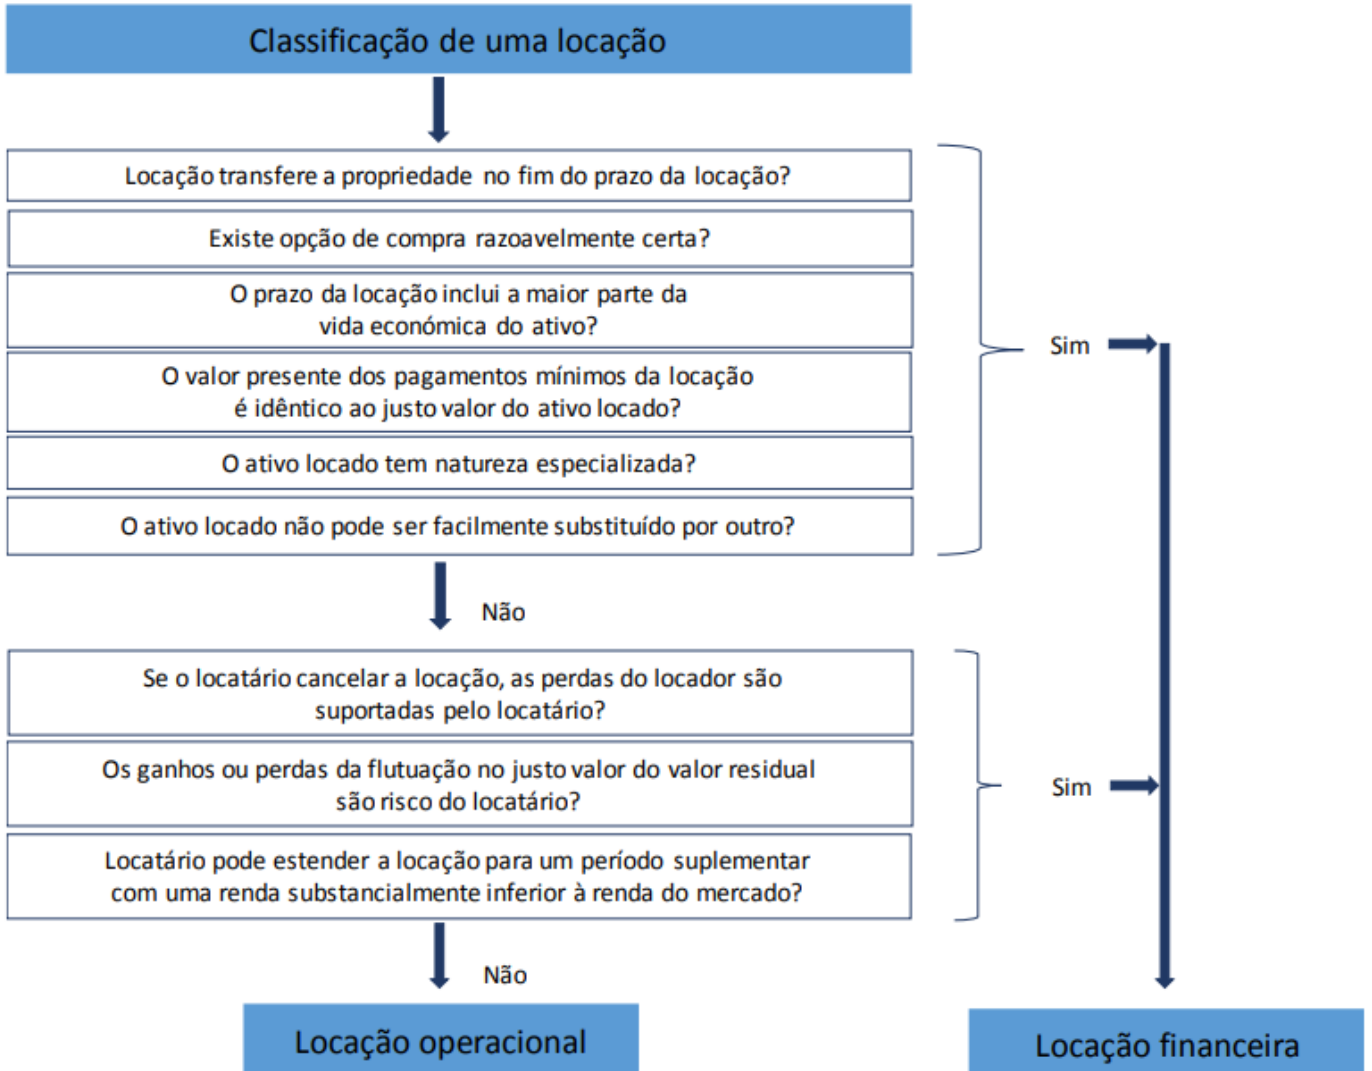 Classificação de uma locação
Locação transfere a propriedade no fim do prazo da locação?
Existe opção de compra razoavelmente certa?
O prazo da locação inclui a maior parte da
vida económica do ativo?
O valor presente dos pagamentos mínimos da locação
é idêntico ao justo valor do ativo locado?
O ativo locado tem natureza especializada?
O ativo locado não pode ser facilmente substituído por outro?
Sim
Não
Se o locatário cancelar a locação, as perdas do locador são
suportadas pelo locatário?
Os ganhos ou perdas da flutuação no justo valor do valor residual
são risco do locatário?
Locatário pode estender a locação para um período suplementar
com uma renda substancialmente inferior à renda do mercado?
Sim
Não
Locação operacional
Locação financeira